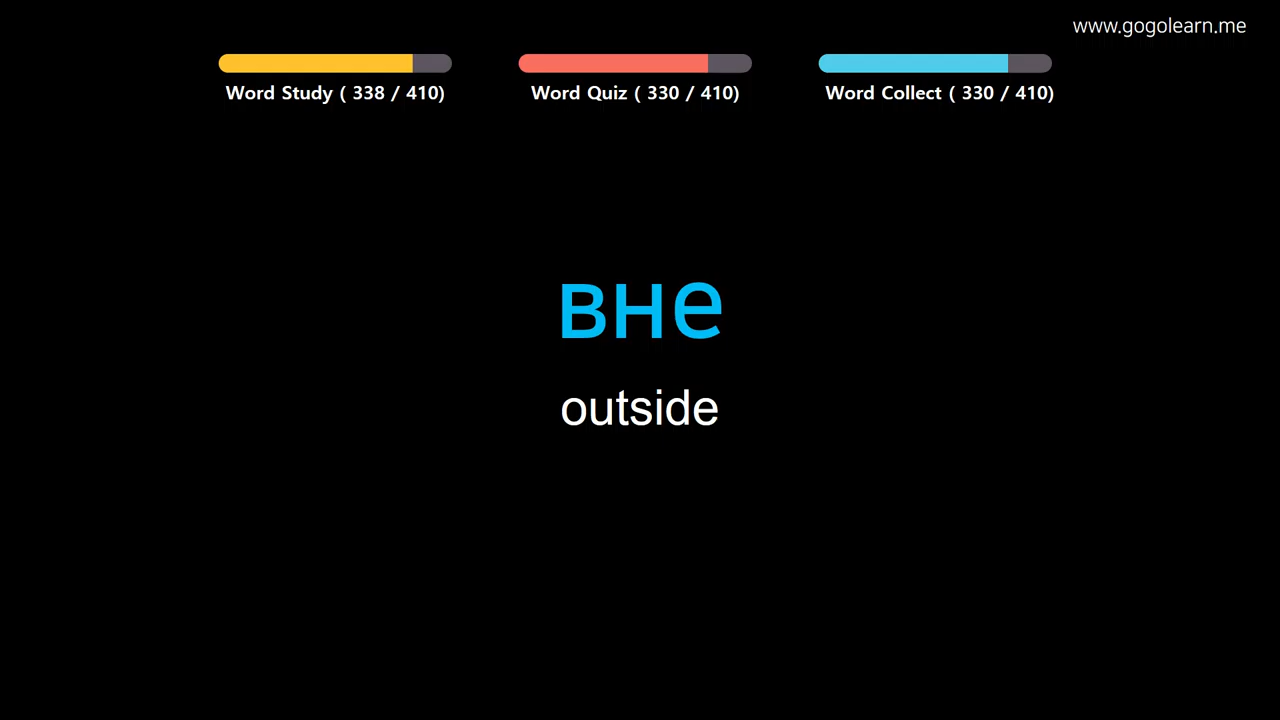 www.gogolearn.me
Word Study ( 338 / 410)
Word Quiz ( 330 / 410)
Word Collect ( 330 / 410)
вне
outside